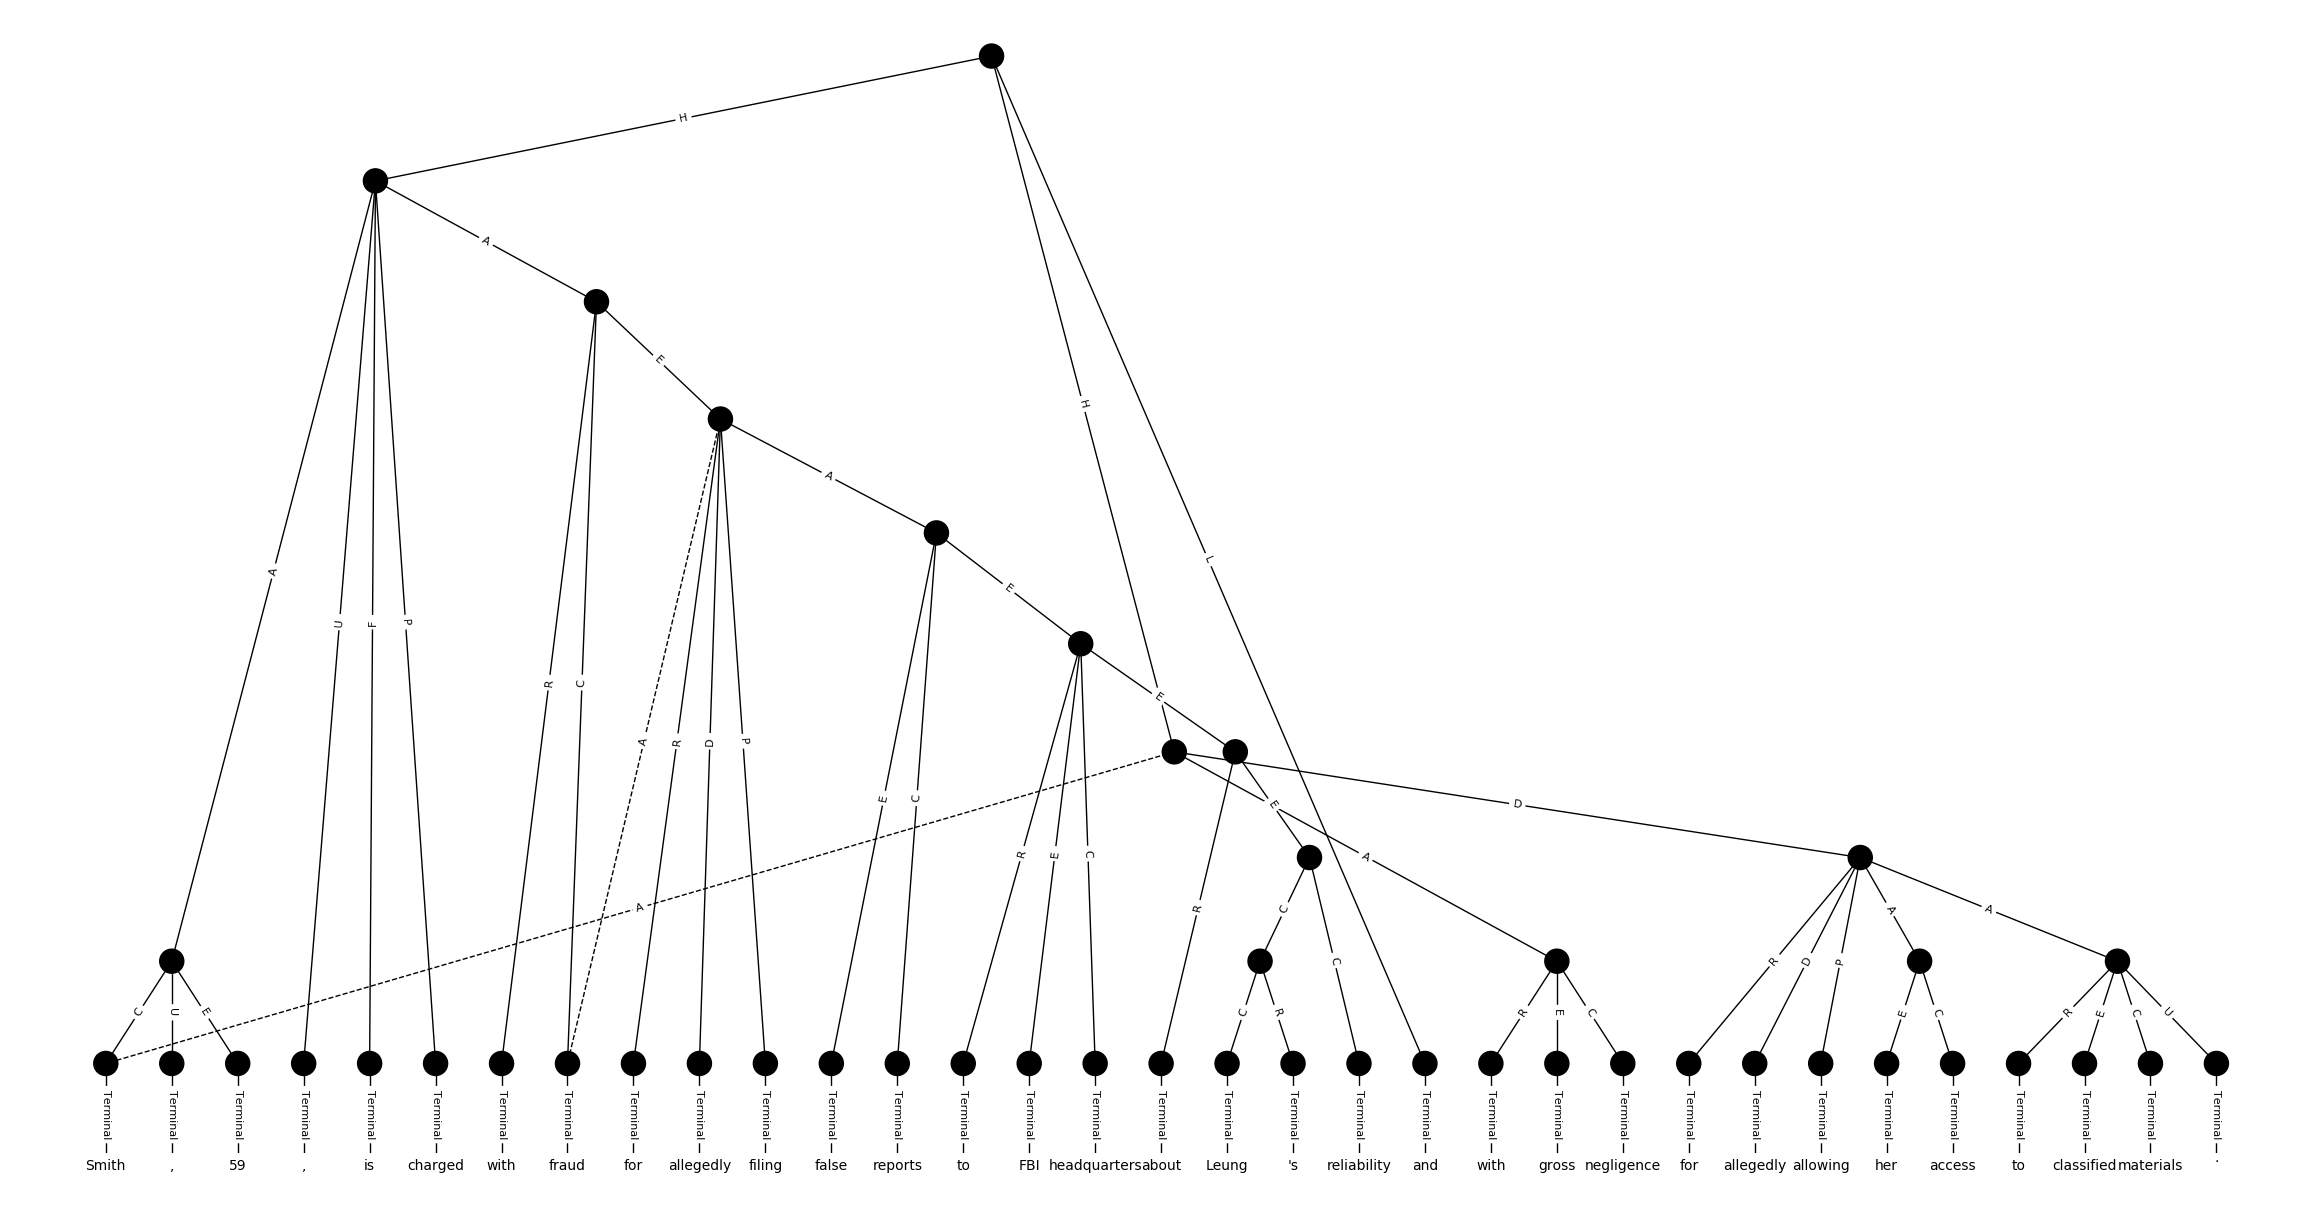 H
A
E
H
A
L
A
E
U F P
R C
E
A R D P
E C
E D
R E C A
A R C C A A
R D P
C U E C R R E C E C R E C U
Terminal Terminal Terminal Terminal Terminal Terminal Terminal Terminal Terminal Terminal Terminal Terminal Terminal Terminal Terminal Terminal Terminal Terminal Terminal Terminal Terminal Terminal Terminal Terminal Terminal Terminal Terminal Terminal Terminal Terminal Terminal Terminal Terminal
Smith , 59 , is charged with fraud for allegedly filing false reports to FBI headquarters about Leung 's reliability and with gross negligence for allegedly allowing her access to classified materials .